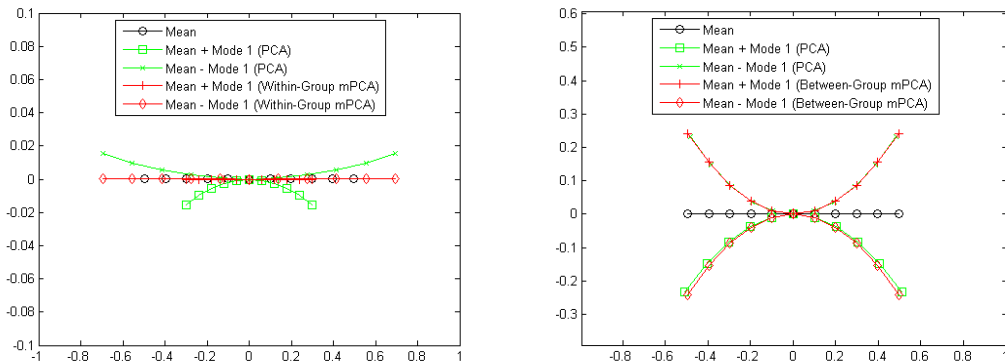 0.1
0.08
0.06
0.04
0.02
0
-0.02
-0.04
-0.06
-0.08
-0.1
-1 -0.8 -0.6 -0.4 -0.2 0 0.2 0.4 0.6 0.8 1
Mean
Mean + Mode 1 (PCA)
Mean - Mode 1 (PCA)
Mean + Mode 1 (Within-Group mPCA)
Mean - Mode 1 (Within-Group mPCA)
0.6
0.5
0.4
0.3
0.2
0.1
0
-0.1
-0.2
-0.3
-0.8 -0.6 -0.4 -0.2 0 0.2 0.4 0.6 0.8 1
Mean
Mean + Mode 1 (PCA)
Mean - Mode 1 (PCA)
Mean + Mode 1 (Between-Group mPCA)
Mean - Mode 1 (Between-Group mPCA)